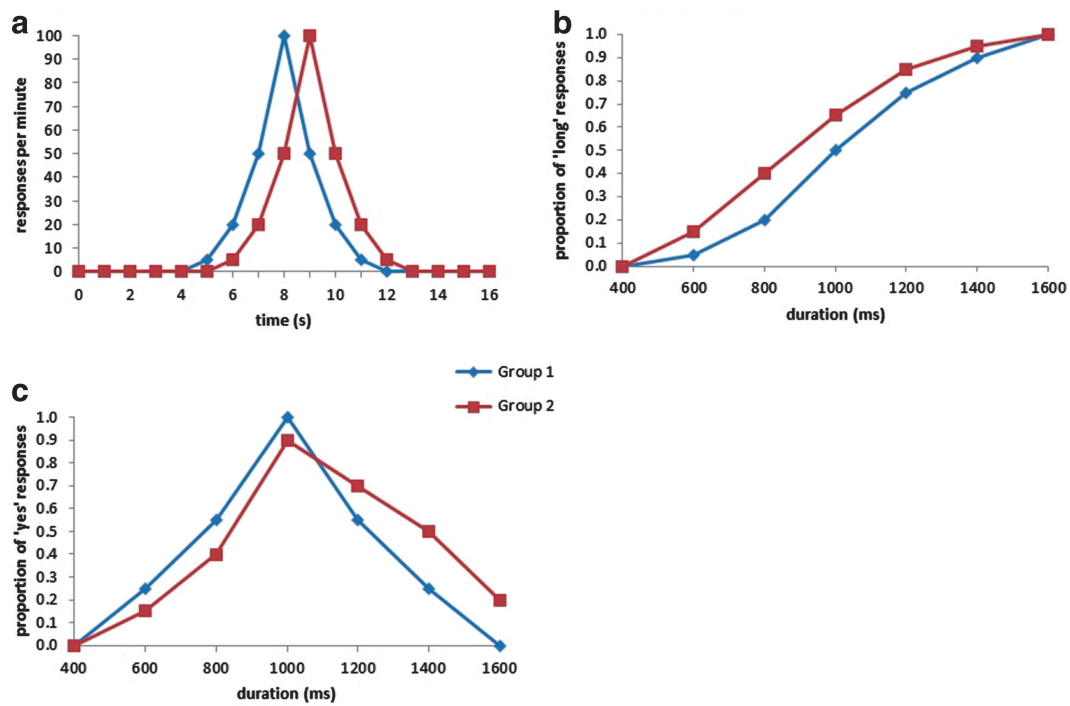 a
responses per minute
100
90
80
70
60
50
40
30
20
10
0
0 2 4 6 8 10 12 14 16
time (s)
b
proportion of 'long' responses
1.0
0.9
0.8
0.7
0.6
0.5
0.4
0.3
0.2
0.1
0.0
400 600 800 1000 1200 1400 1600
duration (ms)
Group 1
Group 2
c
proportion of 'yes' responses
1.0
0.9
0.8
0.7
0.6
0.5
0.4
0.3
0.2
0.1
0.0
400 600 800 1000 1200 1400 1600
duration (ms)